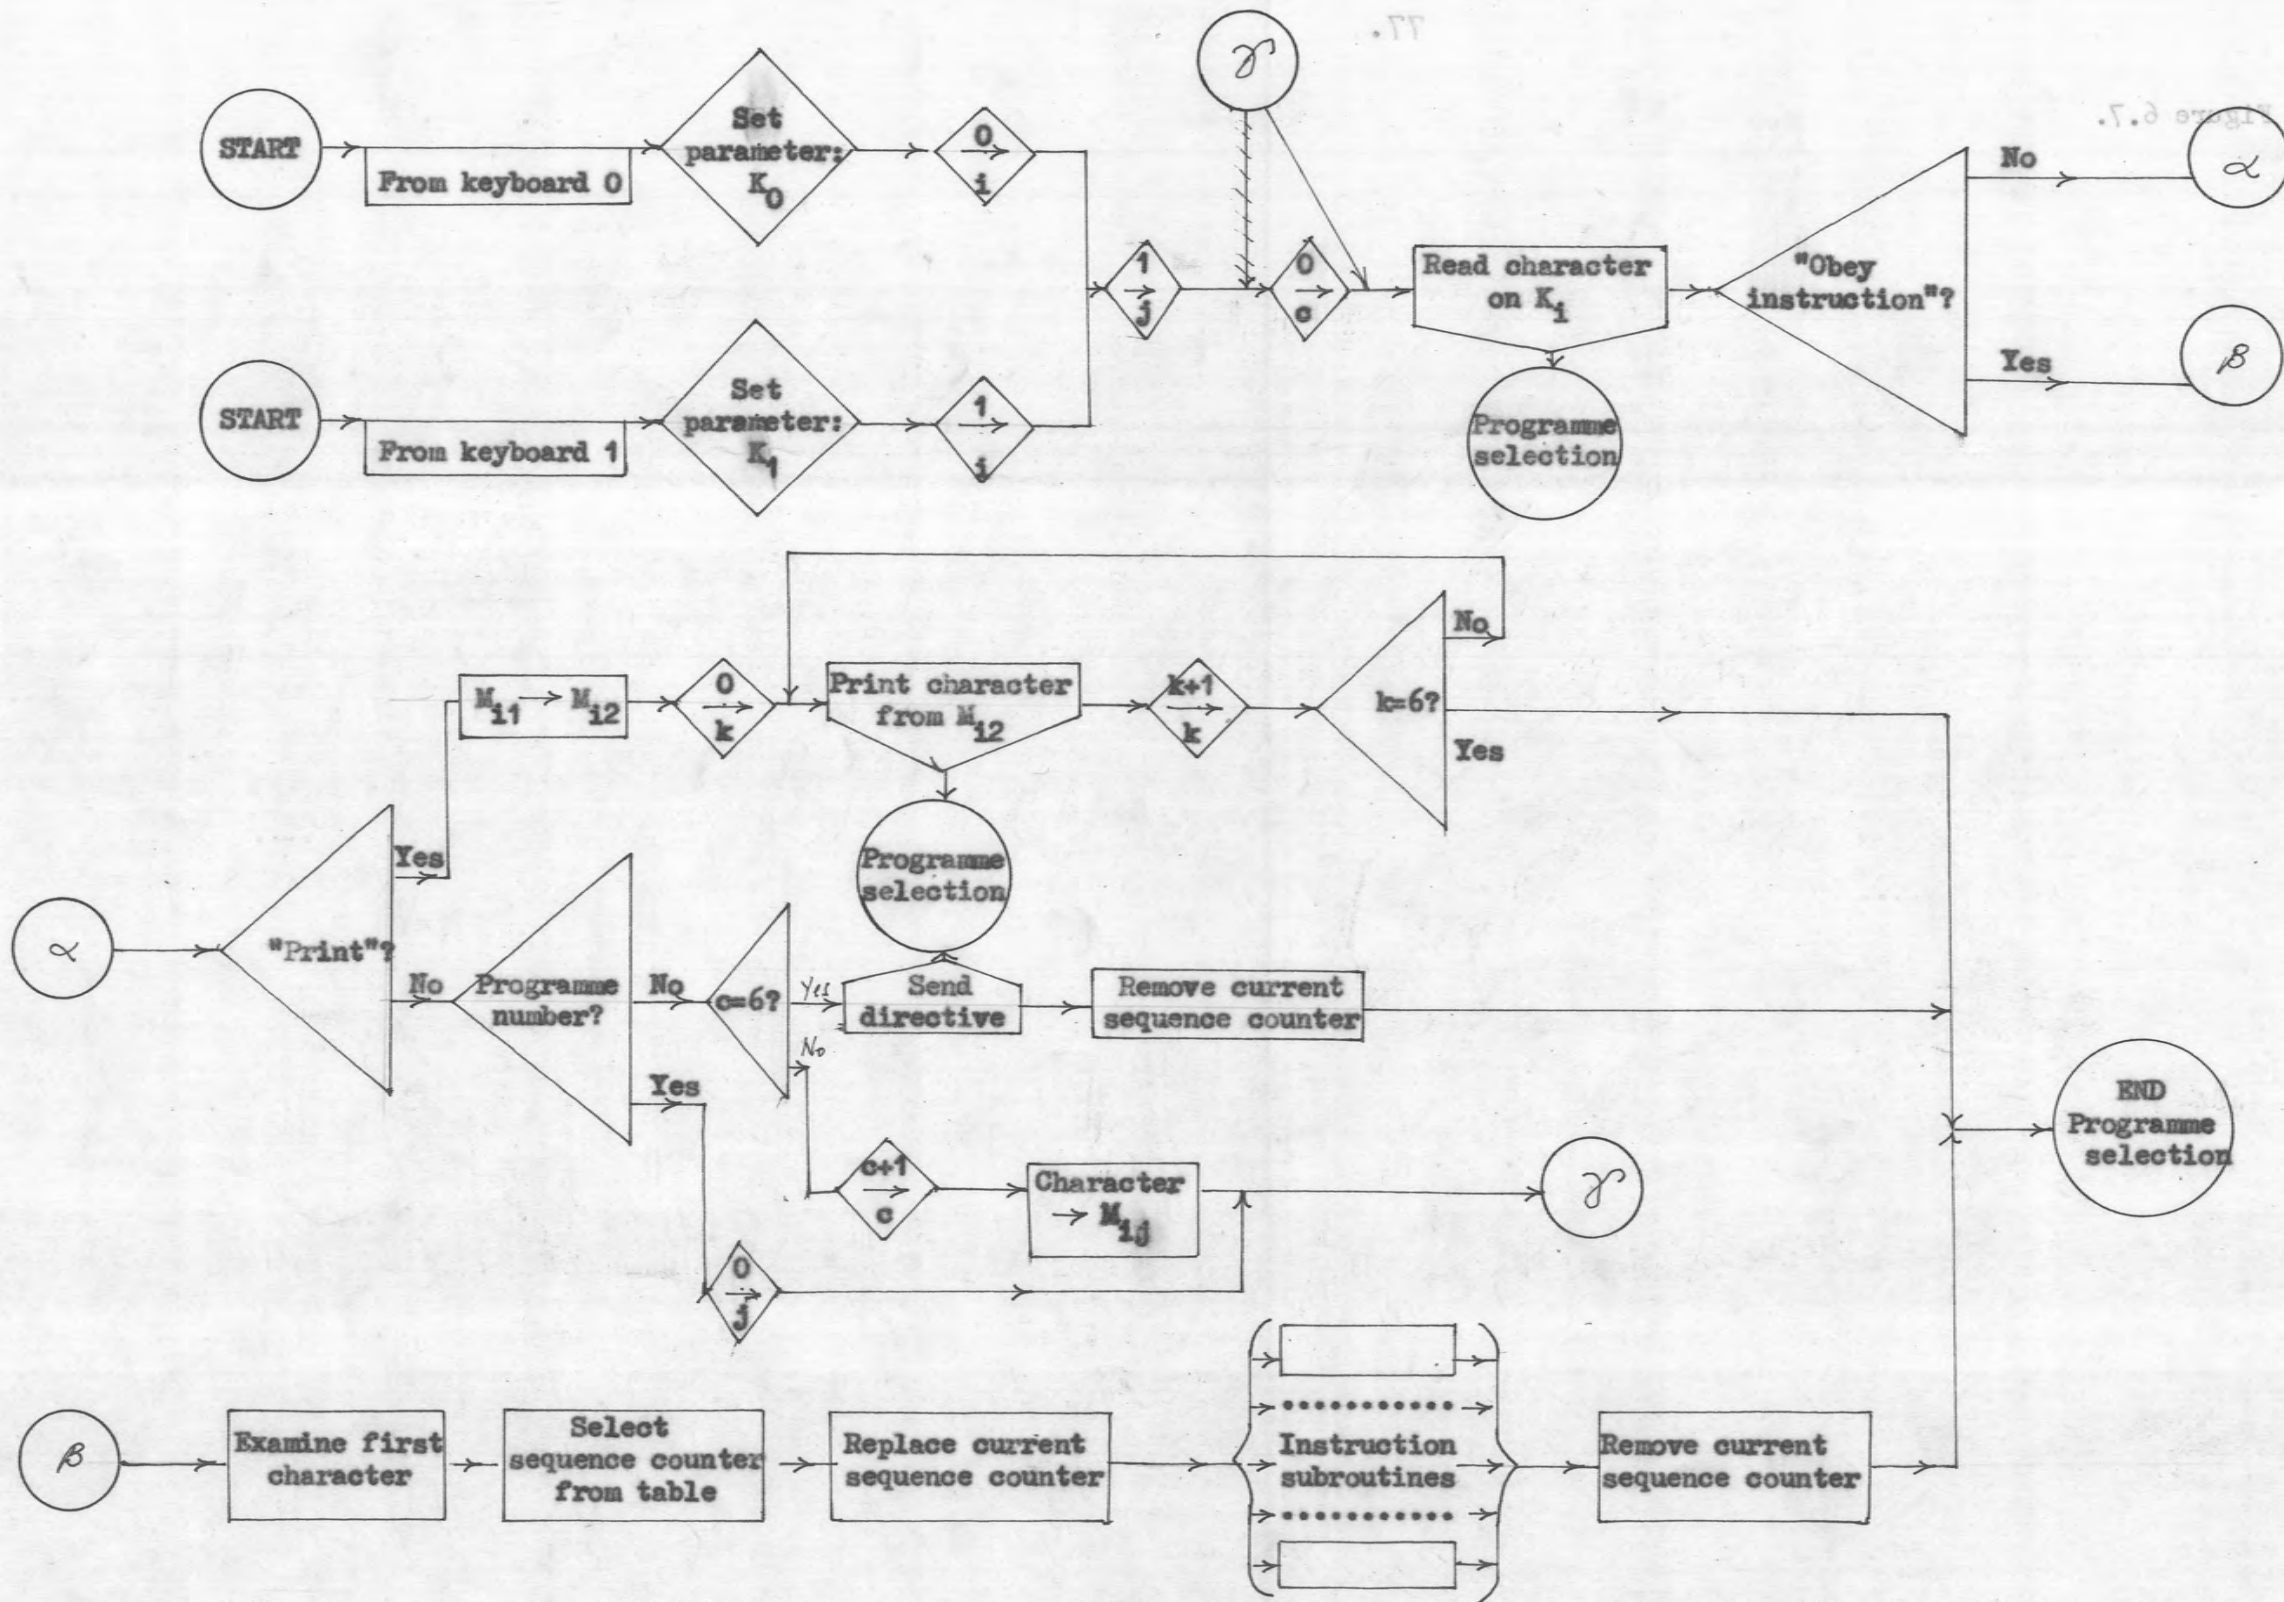 77.
Figure 6.7.
START
From keyboard 0
Set
parameter:
K0
0
→
i
START
From keyboard 1
Set
parameter:
K1
1
→
i
1
→
j
γ
0
→
c
Read character
on Ki
Programme
selection
"Obey
instruction"?
No
α
Yes
β
α
"Print"?
Yes
Mi1 → Mi2
0
→
k
Print character
from Mi2
Programme
selection
k+1
→
k
k=6?
No
Yes
No
Programme
number?
No
c=6?
Yes
Send
directive
Remove current
sequence counter
No
c+1
→
c
Character
→ Mij
γ
Yes
0
→
j
END
Programme
selection
β
Examine first
character
Select
sequence counter
from table
Replace current
sequence counter
Instruction
subroutines
Remove current
sequence counter